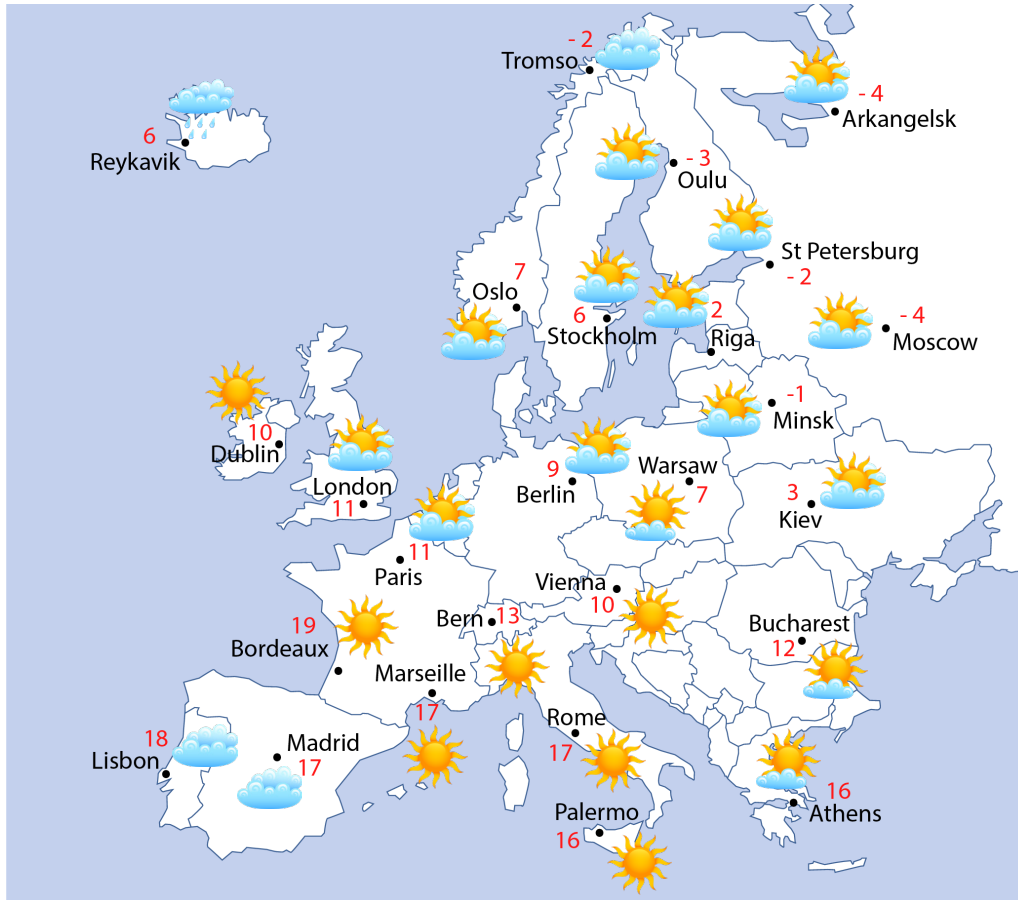 - 2
Tromso
- 4
Arkangelsk
6
Reykavik
- 3
Oulu
St Petersburg
- 2
7
Oslo
6
Stockholm
2
Riga
- 4
Moscow
-1
Minsk
10
Dublin
London
11
9
Berlin
Warsaw
7
3
Kiev
11
Paris
Vienna
10
Bern
13
19
Bordeaux
Marseille
17
Bucharest
12
18
Lisbon
Madrid
17
Rome
17
Palermo
16
16
Athens